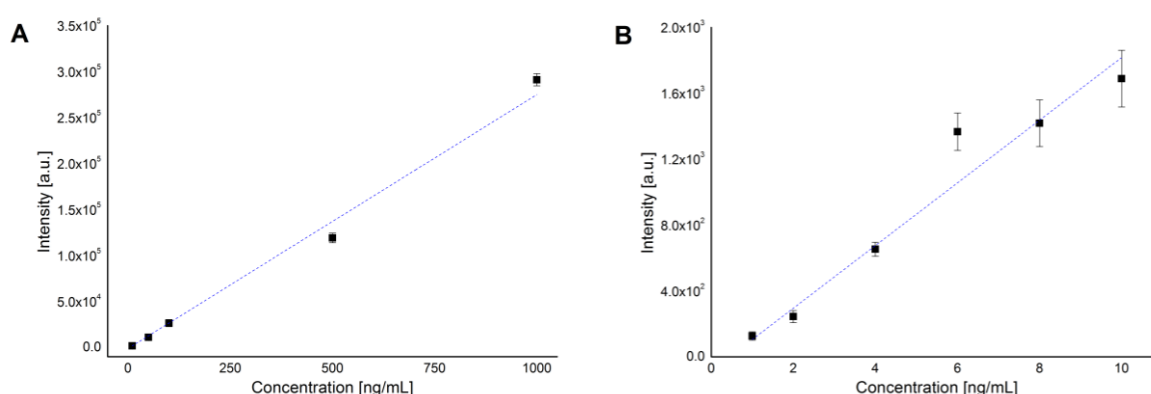 A
3.5x10⁵
3.0x10⁵
2.5x10⁵
2.0x10⁵
1.5x10⁵
1.0x10⁵
5.0x10⁴
0.0
Intensity [a.u.]
0 250 500 750 1000
Concentration [ng/mL]
B
2.0x10³
1.6x10³
1.2x10³
8.0x10²
4.0x10²
0.0
Intensity [a.u.]
0 2 4 6 8 10
Concentration [ng/mL]